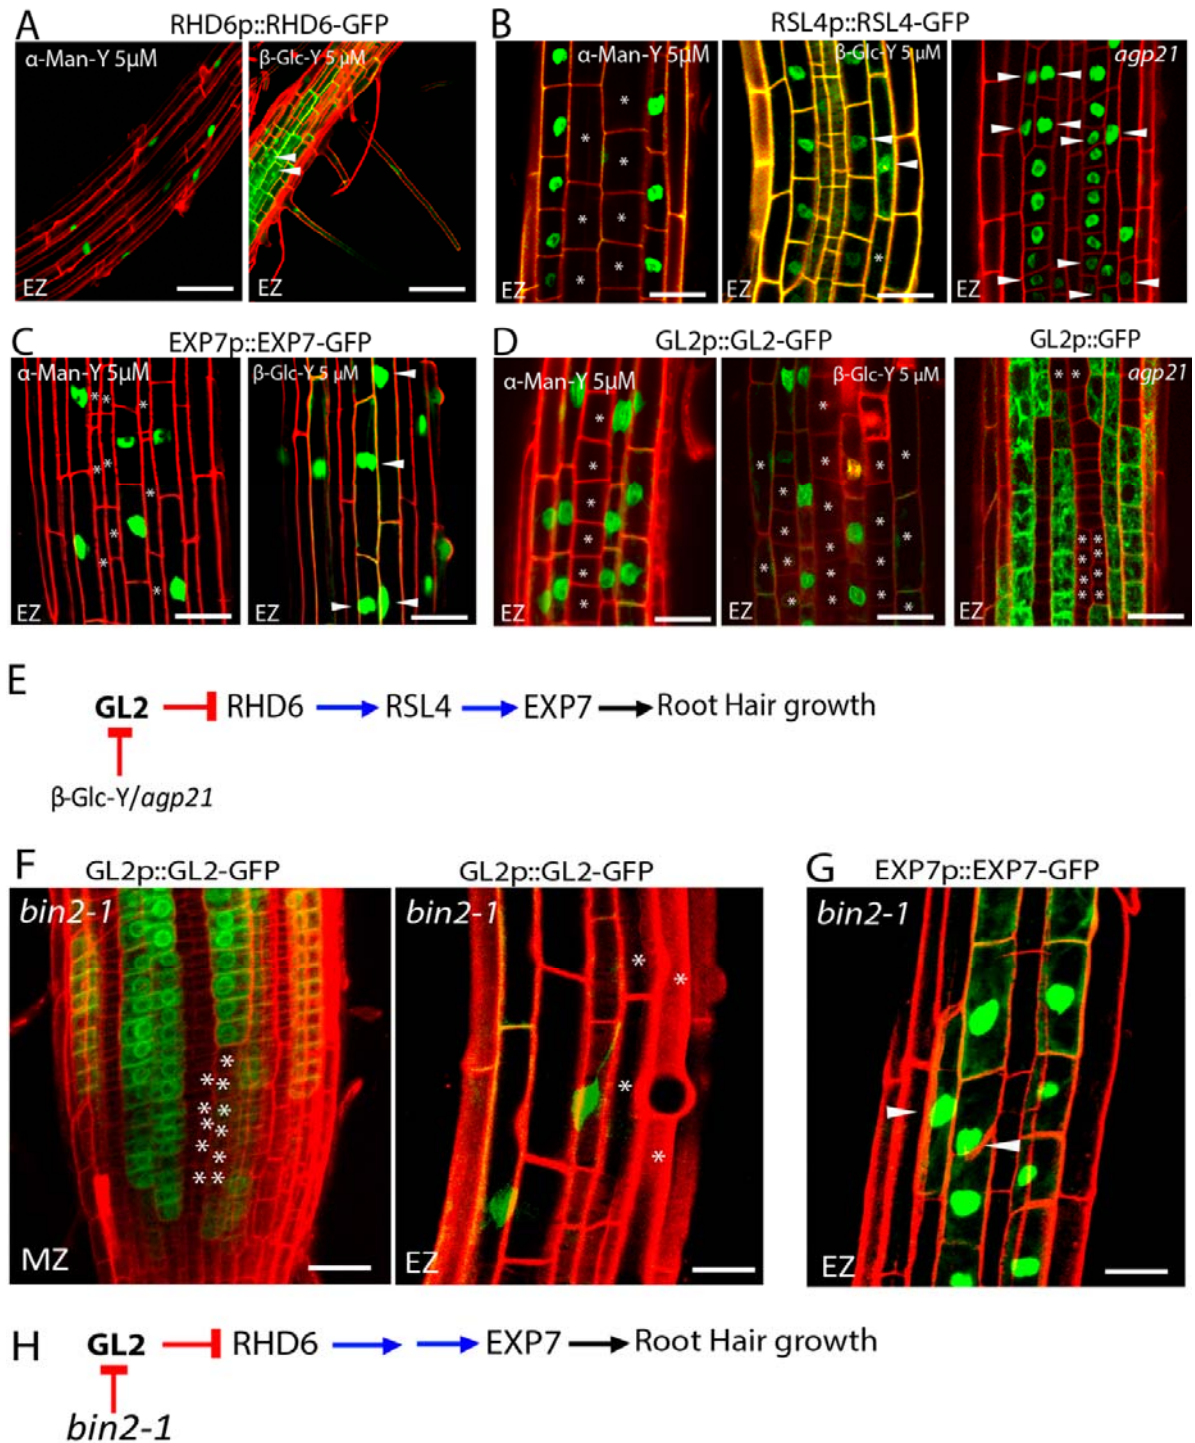 A
RHD6p::RHD6-GFP
α-Man-Y 5µM
β-Glc-Y 5 µM
EZ
EZ
B
RSL4p::RSL4-GFP
α-Man-Y 5µM
β-Glc-Y 5 µM
agp21
* * * * * * *
*
EZ
EZ
EZ
C
EXP7p::EXP7-GFP
α-Man-Y 5µM
β-Glc-Y 5 µM
EZ
EZ
D
GL2p::GL2-GFP
GL2p::GFP
α-Man-Y 5µM
β-Glc-Y 5 µM
agp21
EZ
EZ
EZ
E
GL2
RHD6
RSL4
EXP7
Root Hair growth
β-Glc-Y/agp21
F
GL2p::GL2-GFP
GL2p::GL2-GFP
bin2-1
bin2-1
MZ
EZ
G
EXP7p::EXP7-GFP
bin2-1
EZ
H
GL2
RHD6
EXP7
Root Hair growth
bin2-1